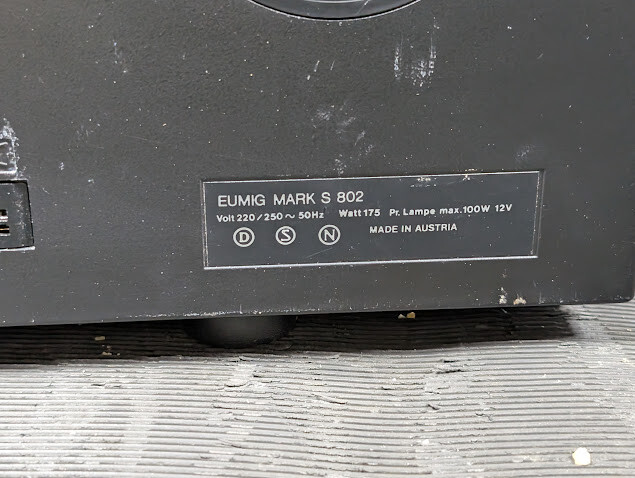 EUMIG MARK S 802
Volt 220/250 ~ 50Hz Watt 175 Pr. Lampe max.100W 12V
D S N MADE IN AUSTRIA